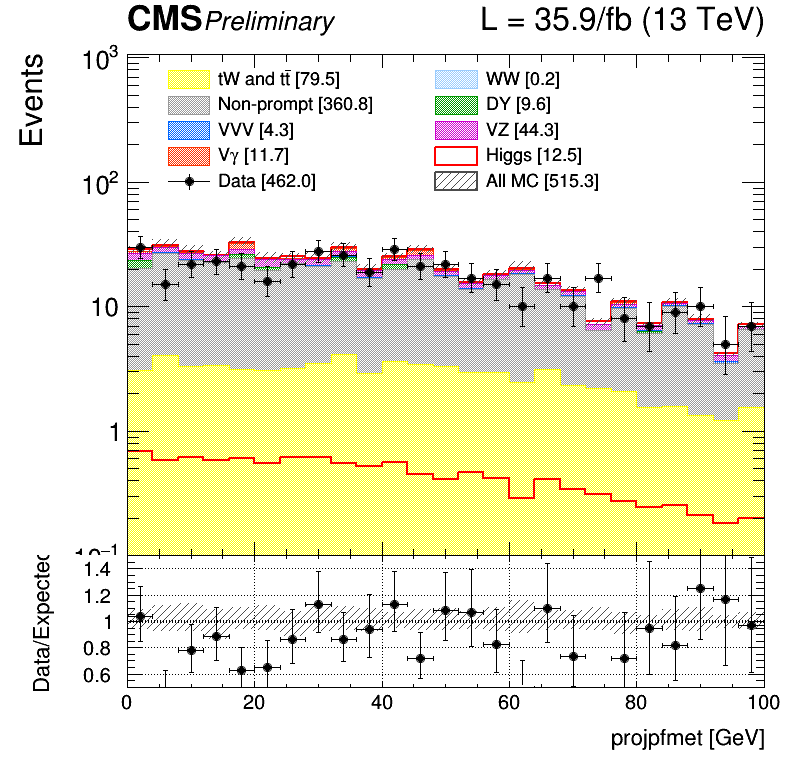 CMS Preliminary L = 35.9/fb (13 TeV)
Events
10³
10²
10
1
tW and tt̄ [79.5] WW [0.2]
Non-prompt [360.8] DY [9.6]
VVV [4.3] VZ [44.3]
Vγ [11.7] Higgs [12.5]
Data [462.0] All MC [515.3]
Data/Expected
1.4
1.2
1
0.8
0.6
0 20 40 60 80 100
projpfmet [GeV]